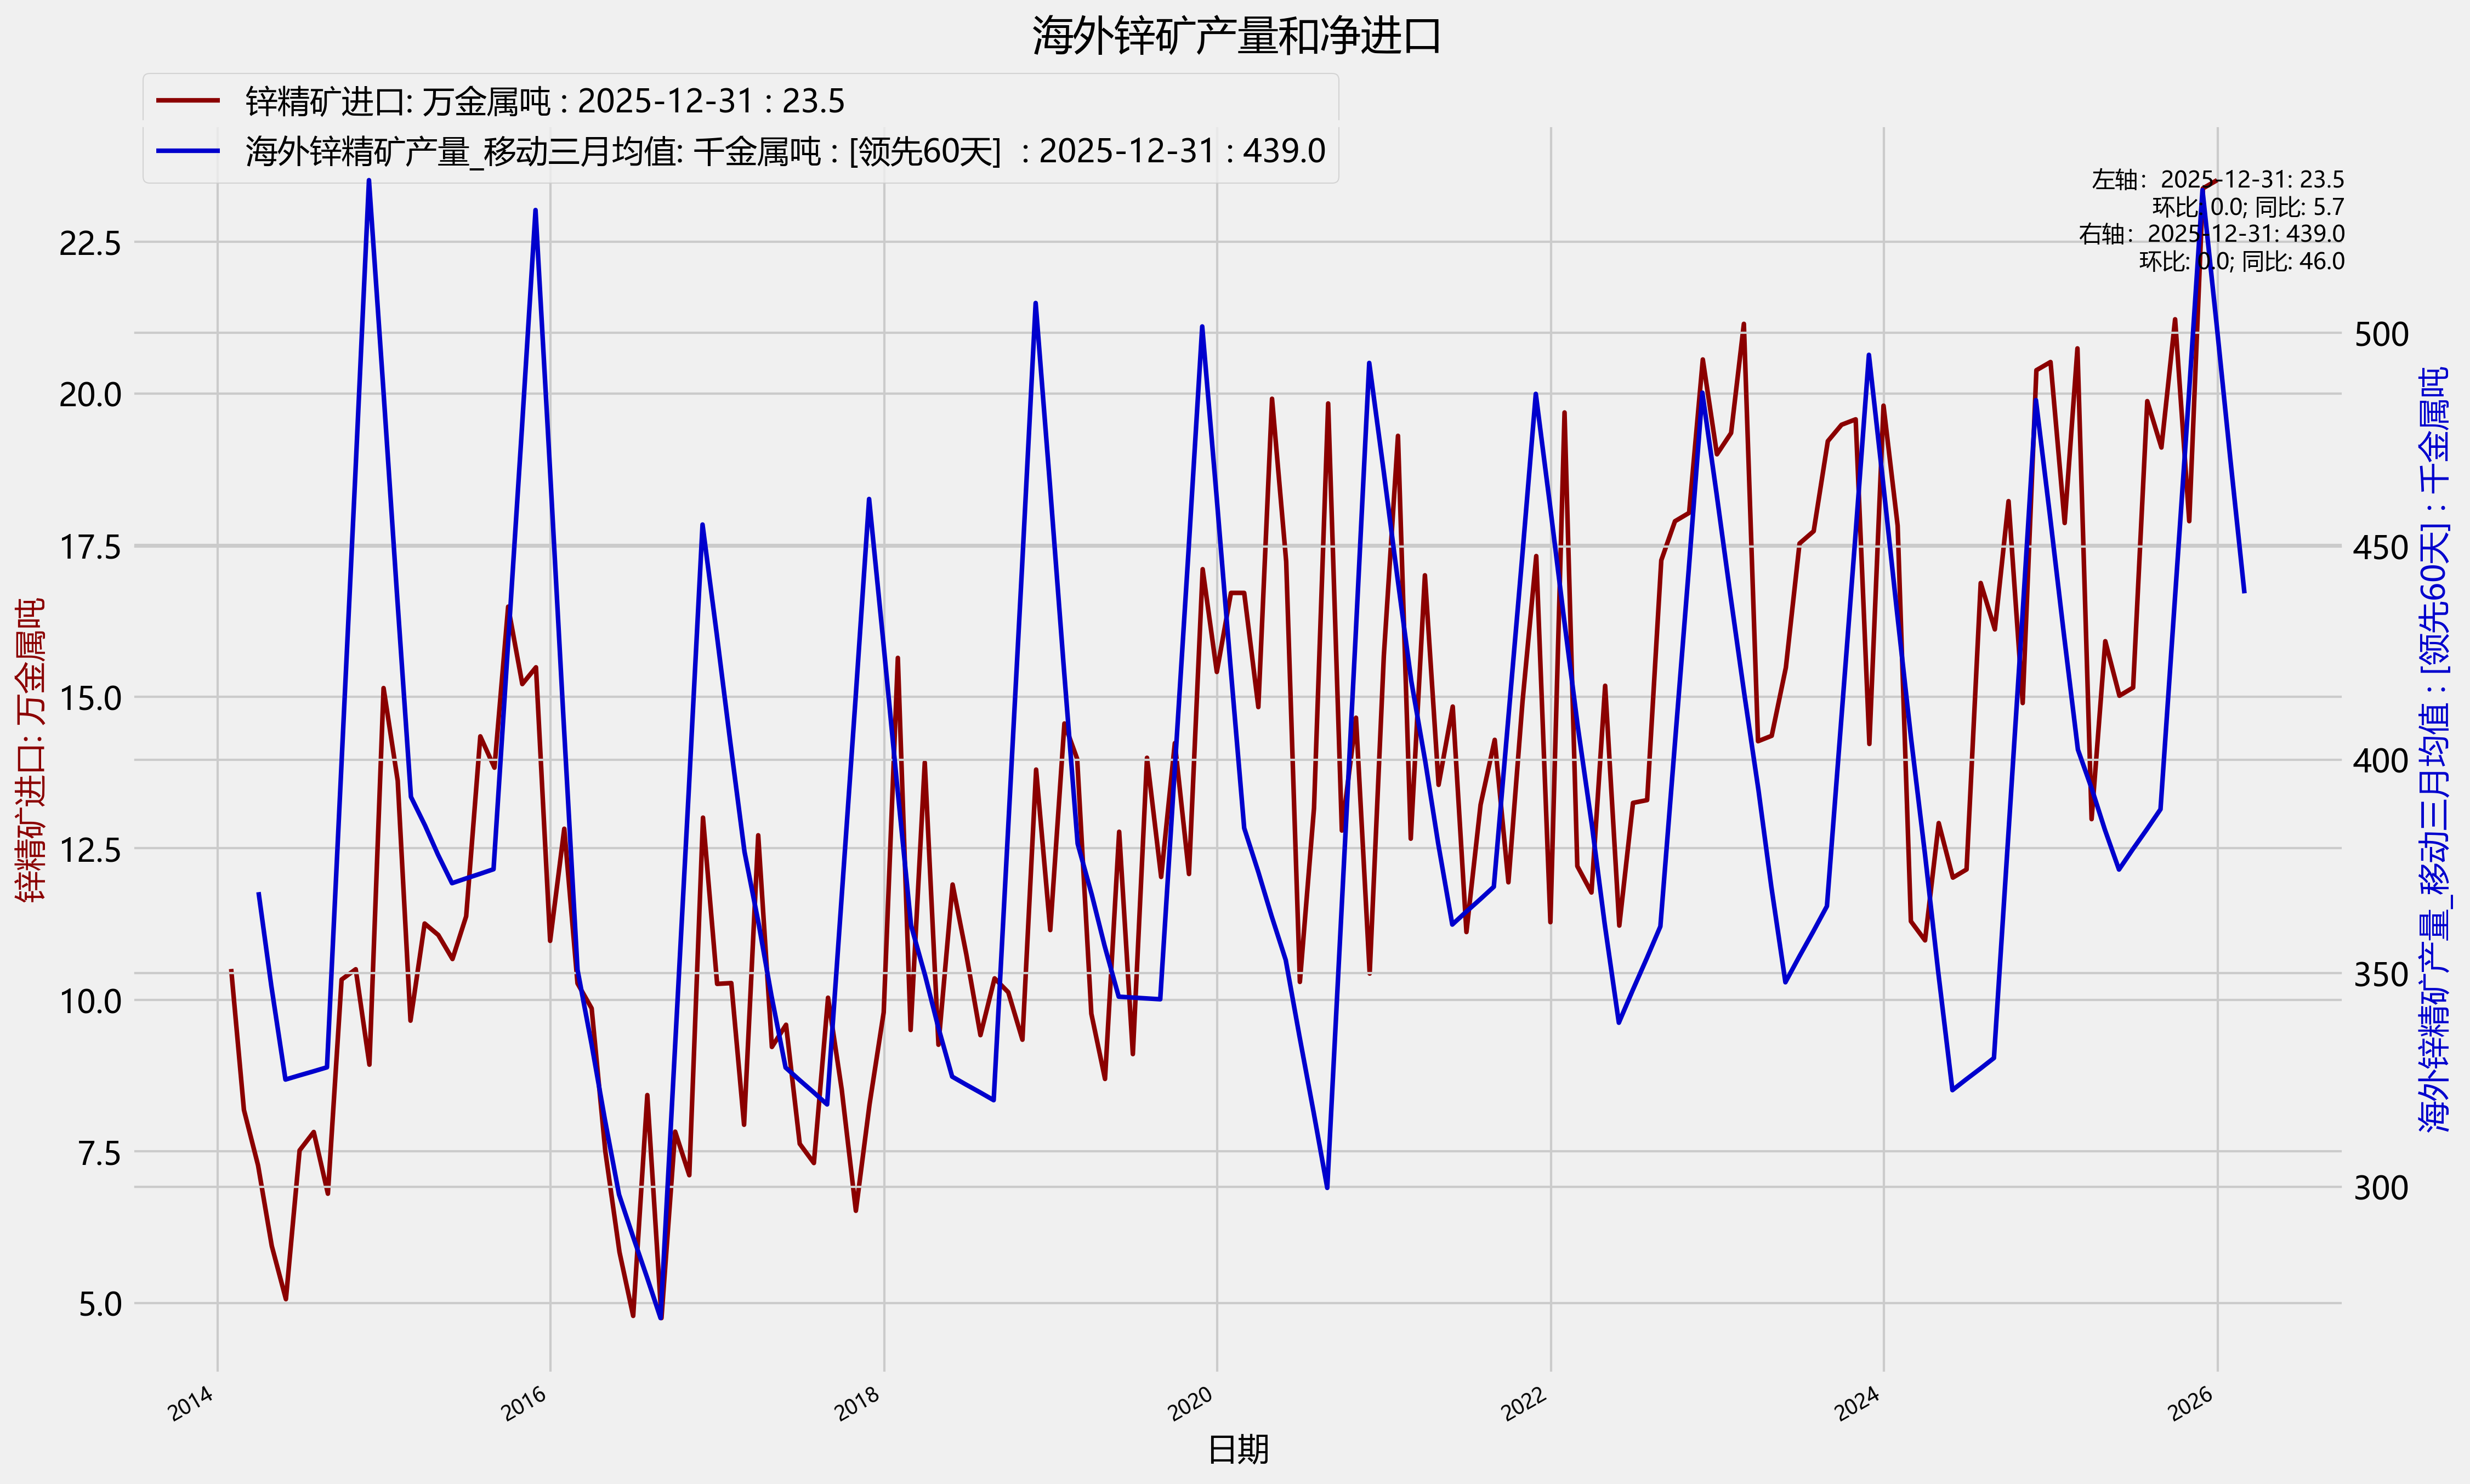 海外锌矿产量和净进口
锌精矿进口: 万金属吨 : 2025-12-31 : 23.5
海外锌精矿产量_移动三月均值: 千金属吨 : [领先60天]  : 2025-12-31 : 439.0
左轴：2025-12-31: 23.5
环比: 0.0; 同比: 5.7
右轴：2025-12-31: 439.0
环比: 0.0; 同比: 46.0
22.5
20.0
17.5
15.0
12.5
10.0
7.5
5.0
锌精矿进口: 万金属吨
500
450
400
350
300
海外锌精矿产量_移动三月均值 : [领先60天] : 千金属吨
2014
2016
2018
2020
2022
2024
2026
日期